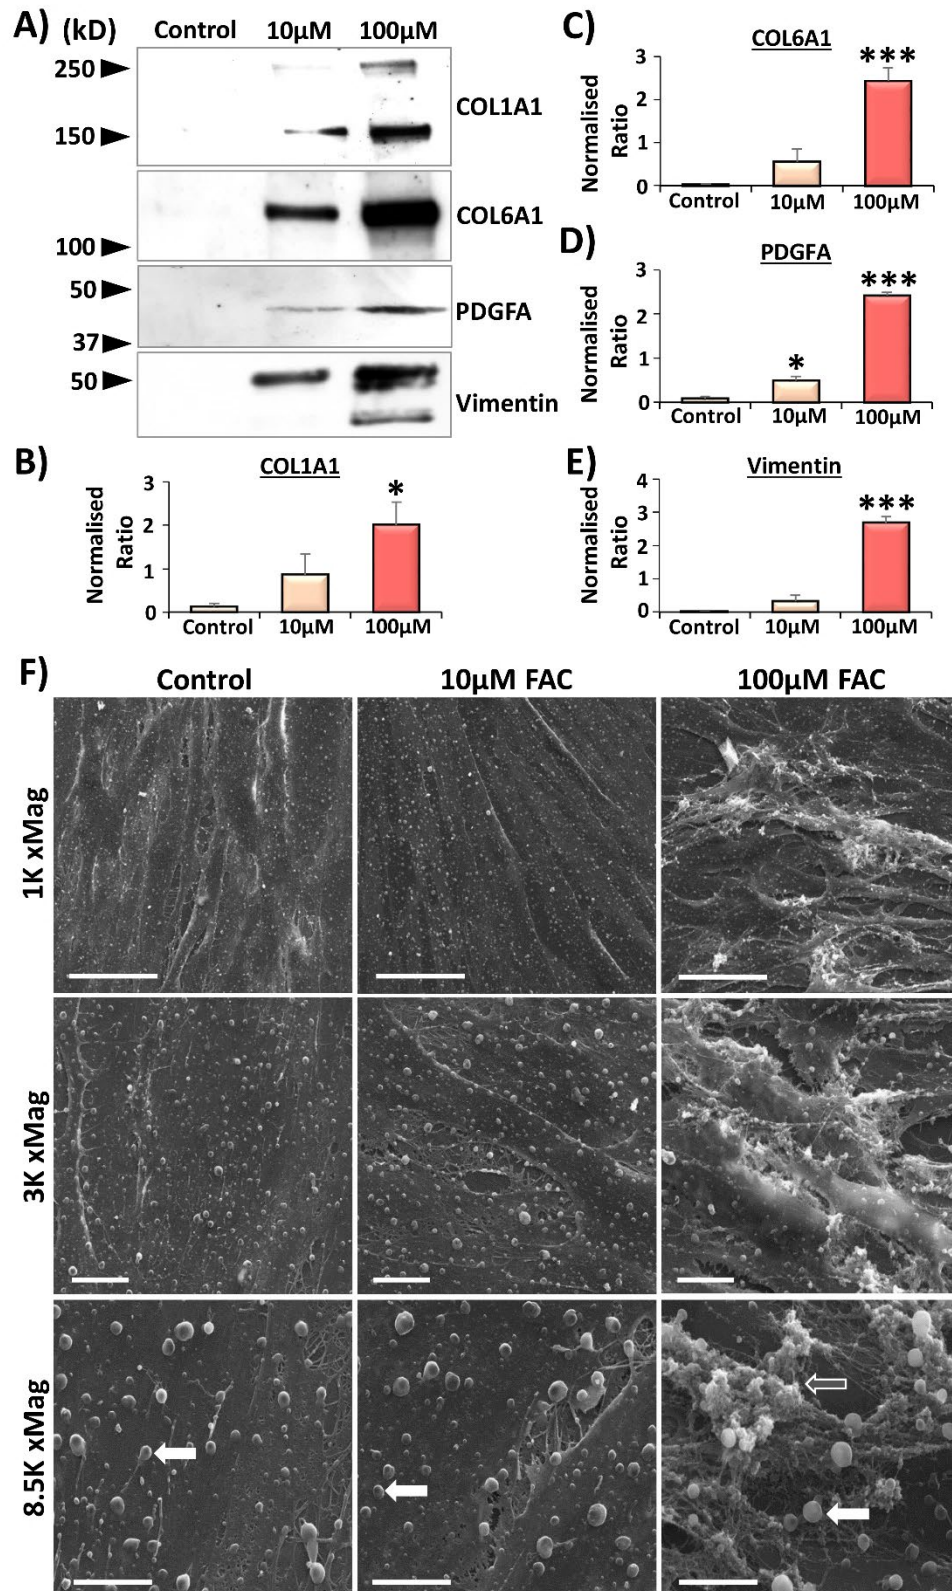 A) (kD) Control 10µM 100µM
250
COL1A1
150
COL6A1
100
50
PDGFA
37
50
Vimentin
B) COL1A1
Normalised
Ratio
3
*
2
1
0
Control 10µM 100µM
C) COL6A1
Normalised
Ratio
3
***
2
1
0
Control 10µM 100µM
D) PDGFA
Normalised
Ratio
3
***
2
*
1
0
Control 10µM 100µM
E) Vimentin
Normalised
Ratio
4
***
3
2
1
0
Control 10µM 100µM
F) Control 10µM FAC 100µM FAC
1K xMag
3K xMag
8.5K xMag